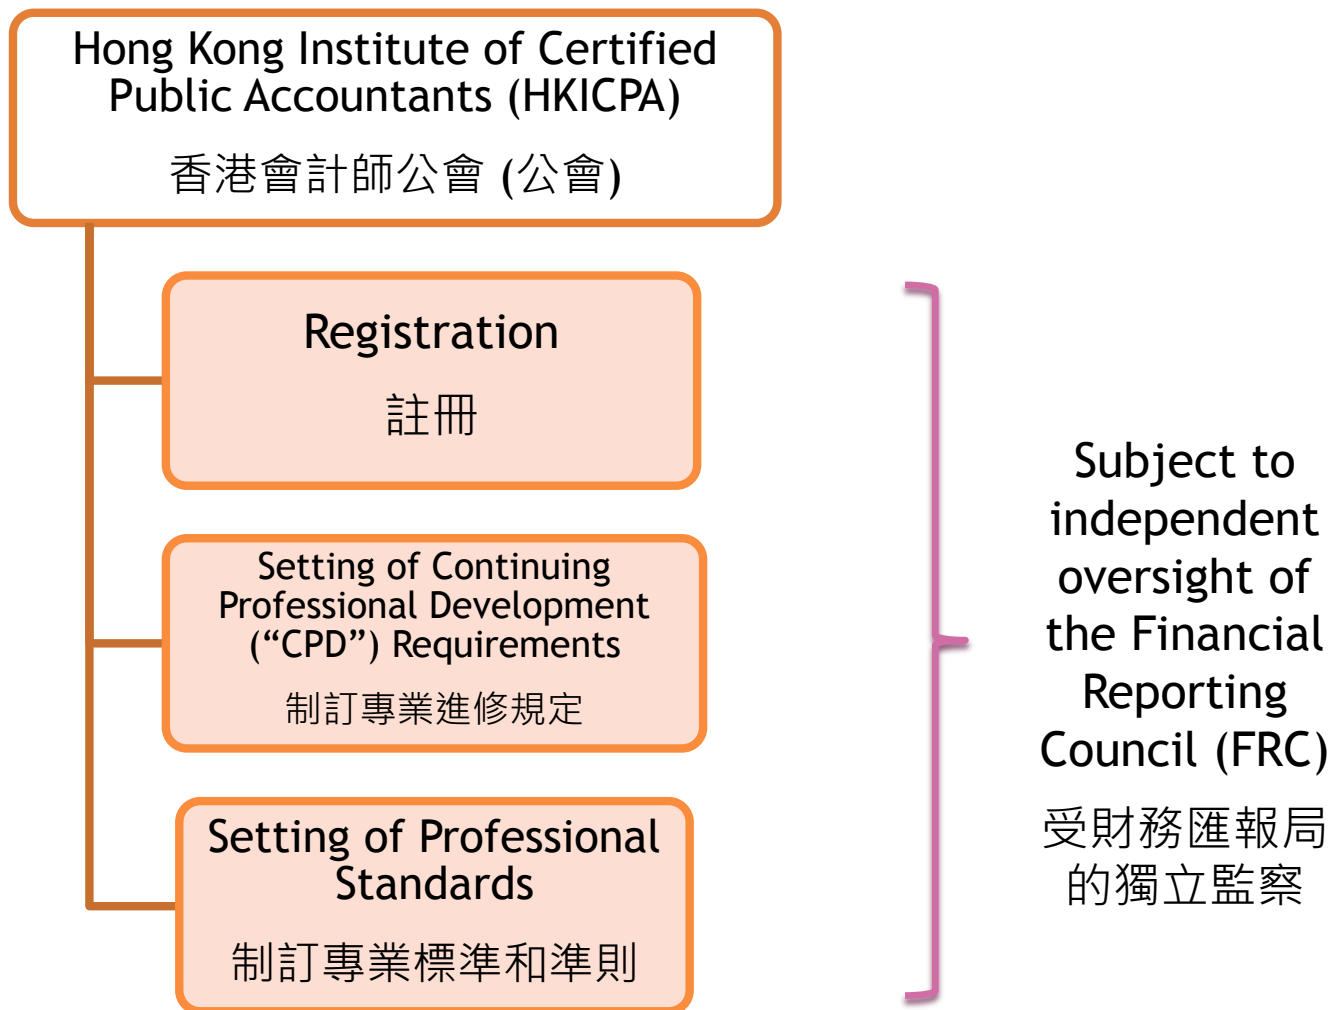 Hong Kong Institute of Certified
Public Accountants (HKICPA)
香港會計師公會 (公會)
Registration
註冊
Setting of Continuing
Professional Development
(“CPD”) Requirements
制訂專業進修規定
Setting of Professional
Standards
制訂專業標準和準則
Subject to
independent
oversight of
the Financial
Reporting
Council (FRC)
受財務匯報局
的獨立監察